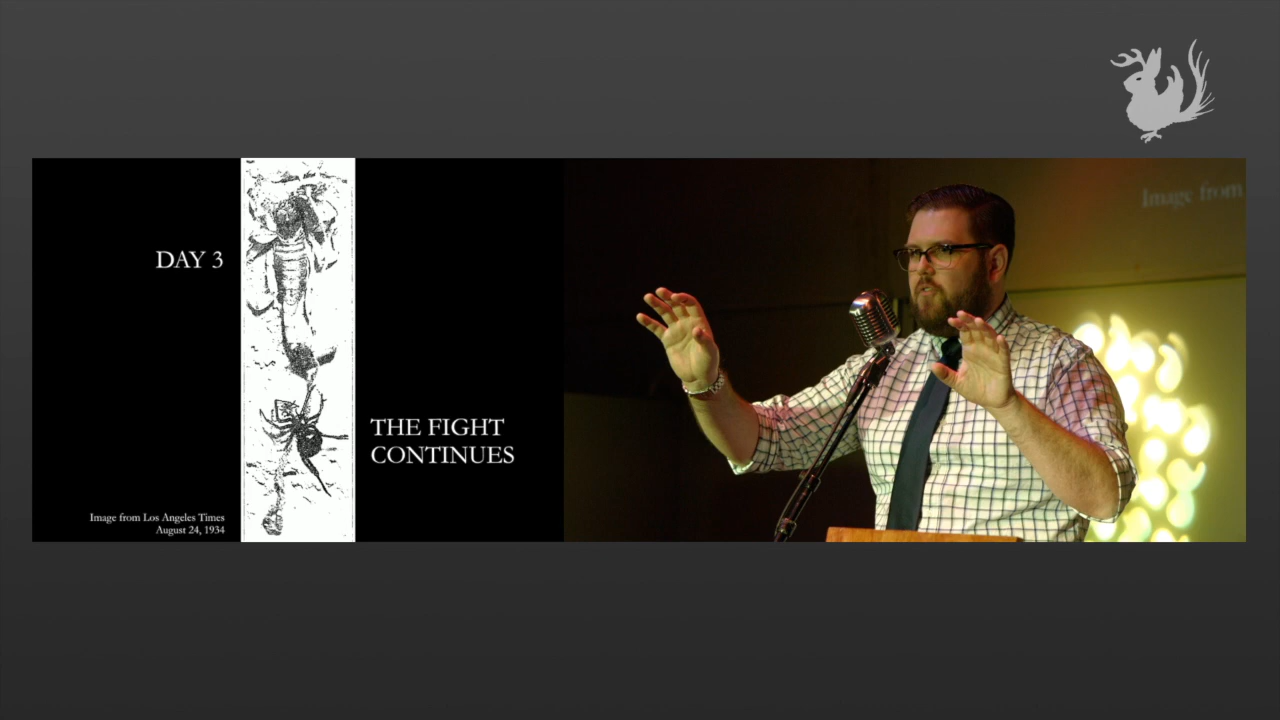 DAY 3
THE FIGHT
CONTINUES
Image from Los Angeles Times
August 24, 1934
Image from